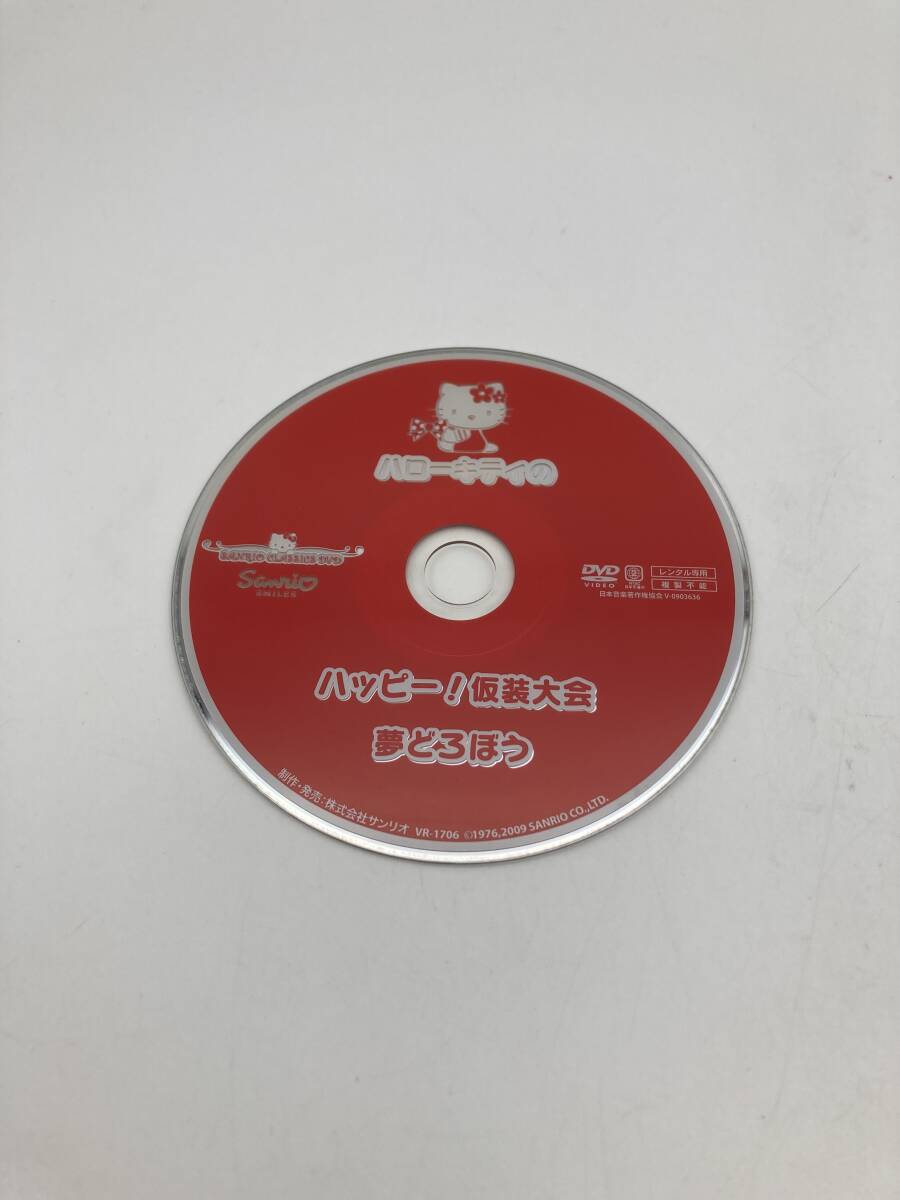 ハローキティの
SANRIO CLASSICS DVD
Sanrio
SMILES
DVD
VIDEO
レンタル専用
複製不能
日本音楽著作権協会 V-0903636
ハッピー!仮装大会
夢どろぼう
制作・発売:株式会社サンリオ VR-1706 ©1976,2009 SANRIO CO.,LTD.